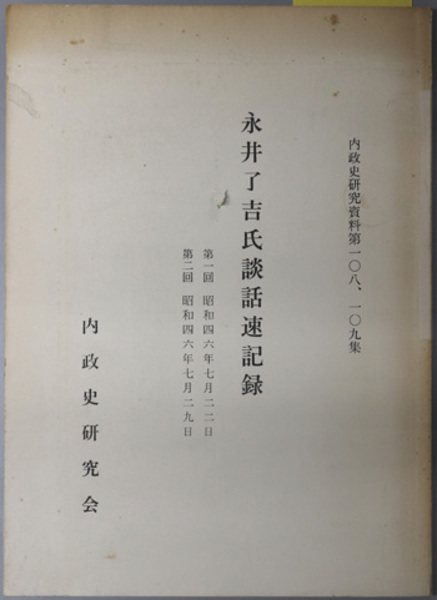 内政史研究資料第一〇八、一〇九集
永井了吉氏談話速記録
第一回 昭和四六年七月二二日
第二回 昭和四六年七月二九日
内政史研究会